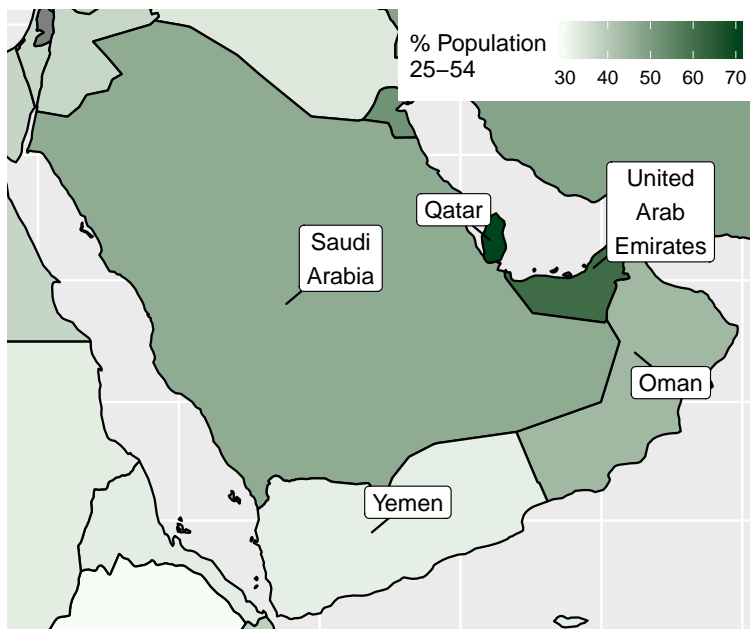 % Population
25–54
30 40 50 60 70
United
Arab
Emirates
Qatar
Saudi
Arabia
Oman
Yemen